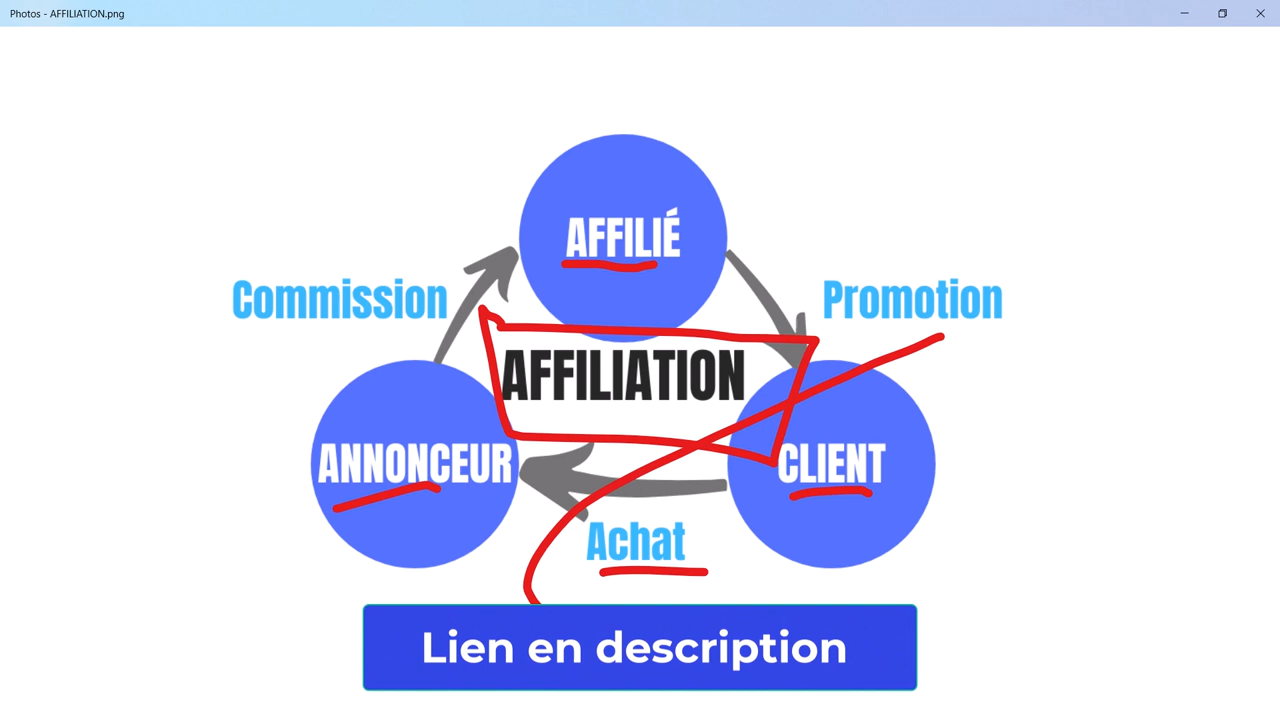 Photos - AFFILIATION.png
AFFILIÉ
Commission
Promotion
AFFILIATION
ANNONCEUR
CLIENT
Achat
Lien en description